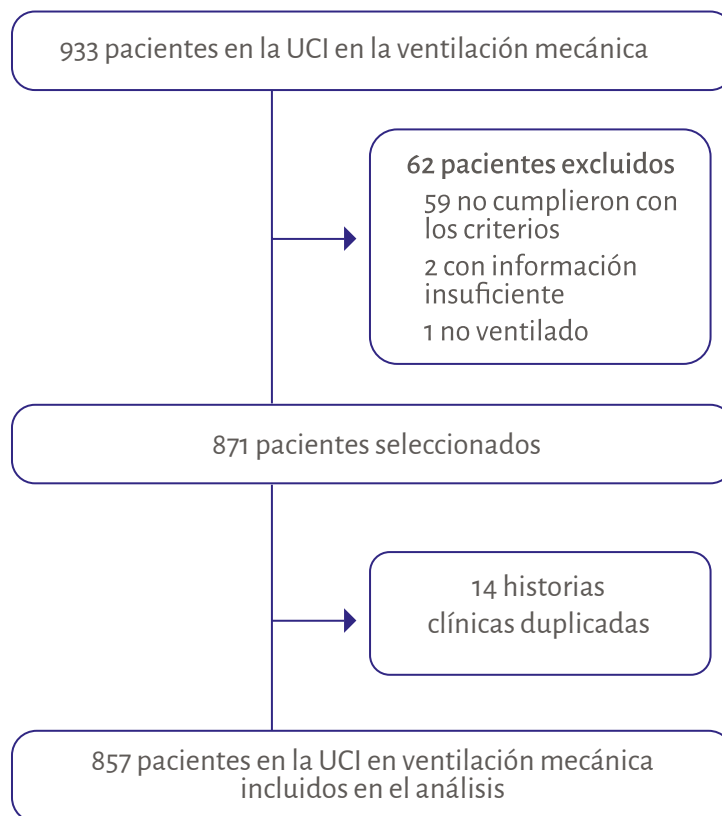 933 pacientes en la UCI en la ventilación mecánica
62 pacientes excluidos
59 no cumplieron con
los criterios
2 con información
insuficiente
1 no ventilado
871 pacientes seleccionados
14 historias
clínicas duplicadas
857 pacientes en la UCI en ventilación mecánica
incluidos en el análisis